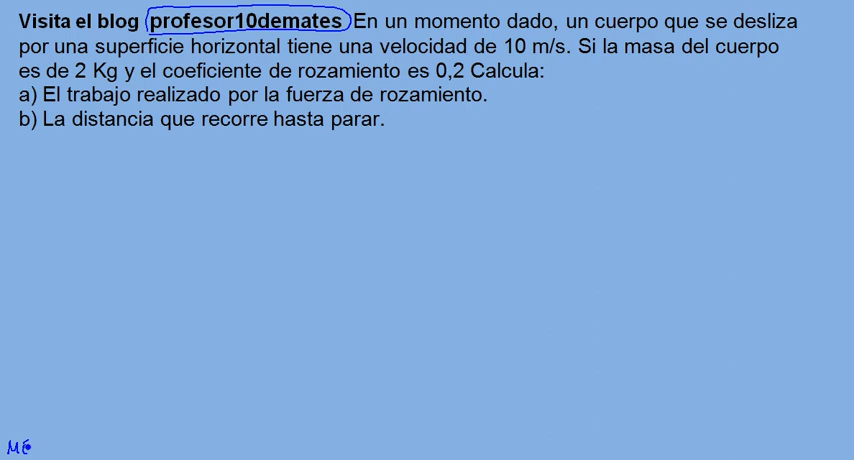 Visita el blog profesor10demates En un momento dado, un cuerpo que se desliza
por una superficie horizontal tiene una velocidad de 10 m/s. Si la masa del cuerpo
es de 2 Kg y el coeficiente de rozamiento es 0,2 Calcula:
a) El trabajo realizado por la fuerza de rozamiento.
b) La distancia que recorre hasta parar.